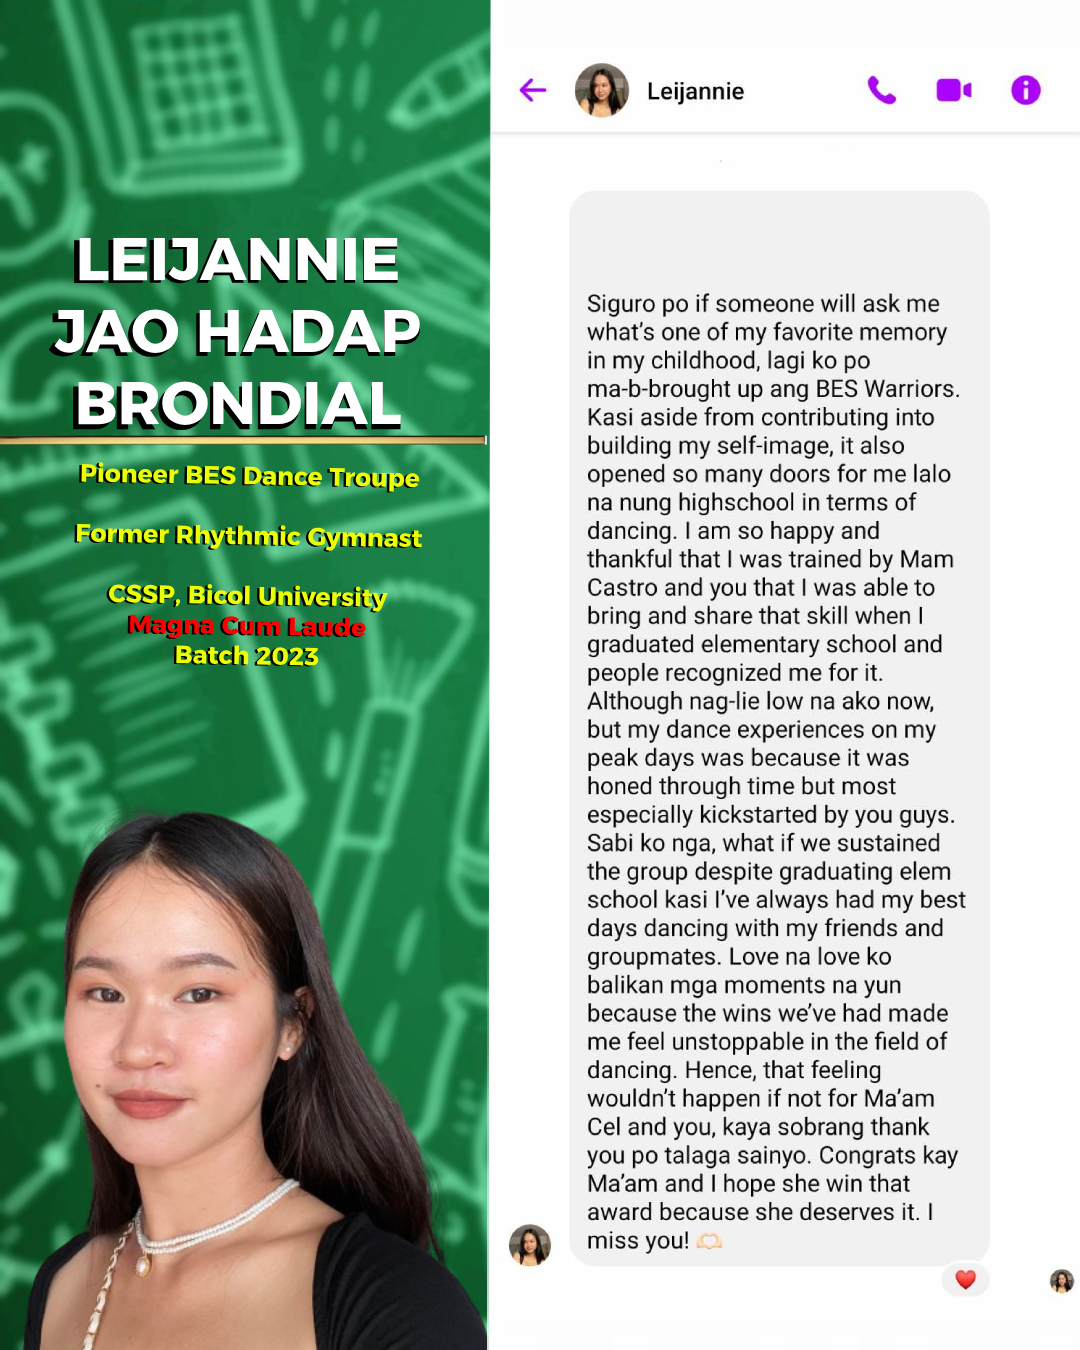 LEIJANNIE
JAO HADAP
BRONDIAL
Pioneer BES Dance Troupe
Former Rhythmic Gymnast
CSSP, Bicol University
Magna Cum Laude
Batch 2023
Leijannie
Siguro po if someone will ask me
what's one of my favorite memory
in my childhood, lagi ko po
ma-b-brought up ang BES Warriors.
Kasi aside from contributing into
building my self-image, it also
opened so many doors for me lalo
na nung highschool in terms of
dancing. I am so happy and
thankful that I was trained by Mam
Castro and you that I was able to
bring and share that skill when I
graduated elementary school and
people recognized me for it.
Although nag-lie low na ako now,
but my dance experiences on my
peak days was because it was
honed through time but most
especially kickstarted by you guys.
Sabi ko nga, what if we sustained
the group despite graduating elem
school kasi I've always had my best
days dancing with my friends and
groupmates. Love na love ko
balikan mga moments na yun
because the wins we've had made
me feel unstoppable in the field of
dancing. Hence, that feeling
wouldn't happen if not for Ma'am
Cel and you, kaya sobrang thank
you po talaga sainyo. Congrats kay
Ma'am and I hope she win that
award because she deserves it. I
miss you! 🫶🏻